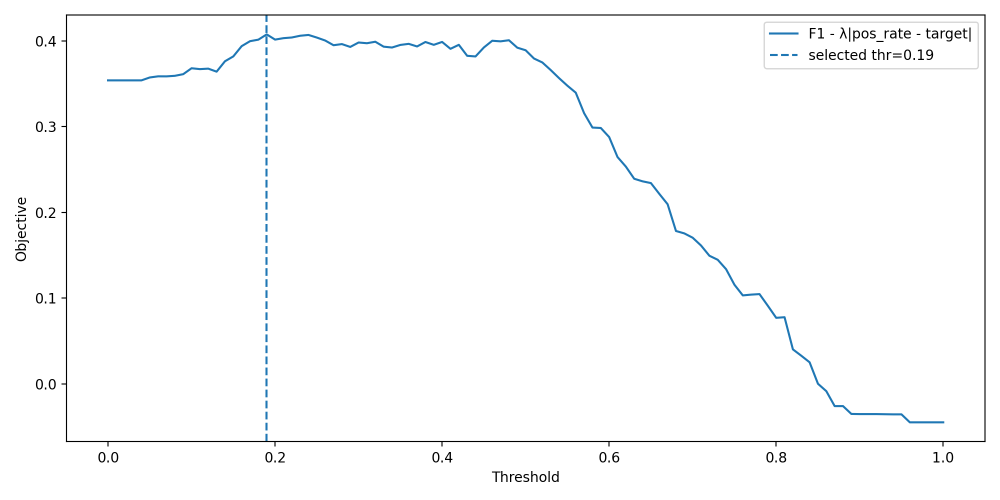 F1 - λ|pos_rate - target|
selected thr=0.19
0.4
0.3
0.2
0.1
0.0
Objective
0.0 0.2 0.4 0.6 0.8 1.0
Threshold